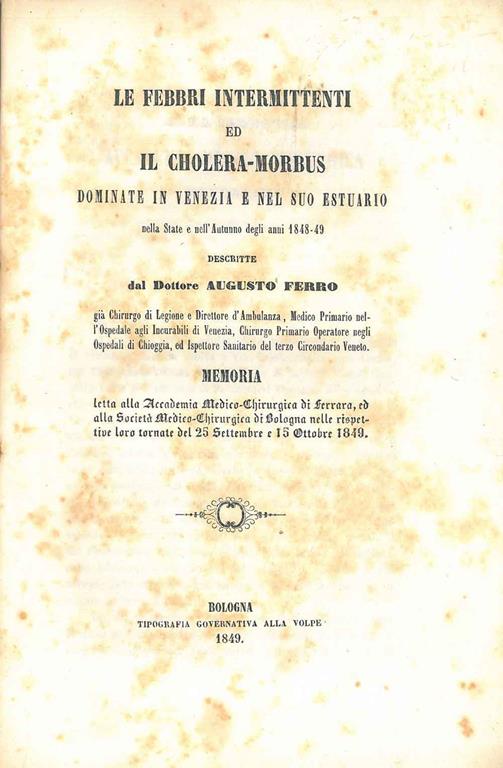 LE FEBBRI INTERMITTENTI
ED
IL CHOLERA-MORBUS
DOMINATE IN VENEZIA E NEL SUO ESTUARIO
nella State e nell'Autunno degli anni 1848-49
DESCRITTE
dal Dottore AUGUSTO FERRO
già Chirurgo di Legione e Direttore d'Ambulanza, Medico Primario nel-
l'Ospedale agli Incurabili di Venezia, Chirurgo Primario Operatore negli
Ospedali di Chioggia, ed Ispettore Sanitario del terzo Circondario Veneto.
MEMORIA
letta alla Accademia Medico-Chirurgica di Ferrara, ed
alla Società Medico-Chirurgica di Bologna nelle rispet-
tive loro tornate del 25 Settembre e 15 Ottobre 1849.
BOLOGNA
TIPOGRAFIA GOVERNATIVA ALLA VOLPE
1849.